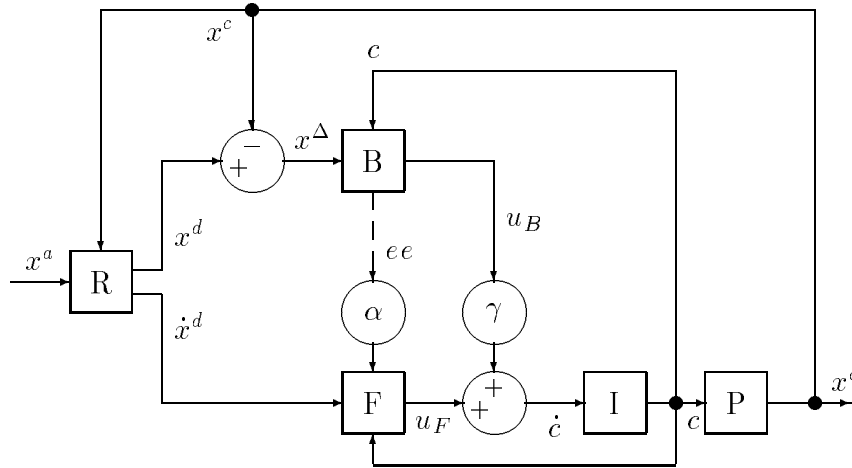 x^c
c
− x^Δ
+
B
x^d
u_B
x^a
ee
R
ẋ^d
α
γ
+
F
+
I
P
x^c
u_F
ċ
c